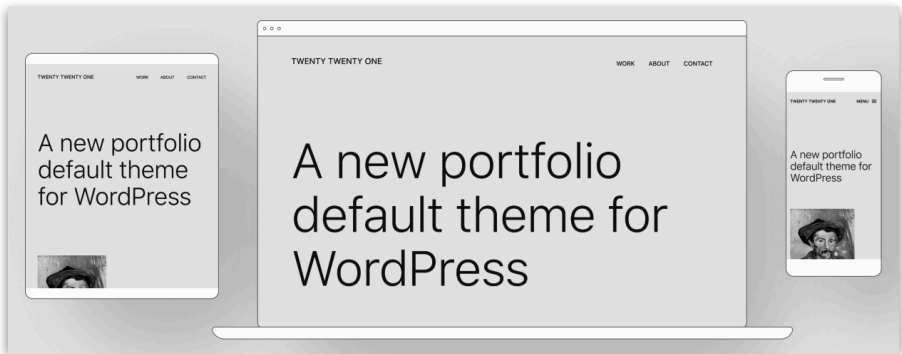 TWENTY TWENTY ONE
WORK ABOUT CONTACT
A new portfolio
default theme
for WordPress
TWENTY TWENTY ONE
WORK ABOUT CONTACT
A new portfolio
default theme for
WordPress
TWENTY TWENTY ONE
MENU
A new portfolio
default theme for
WordPress